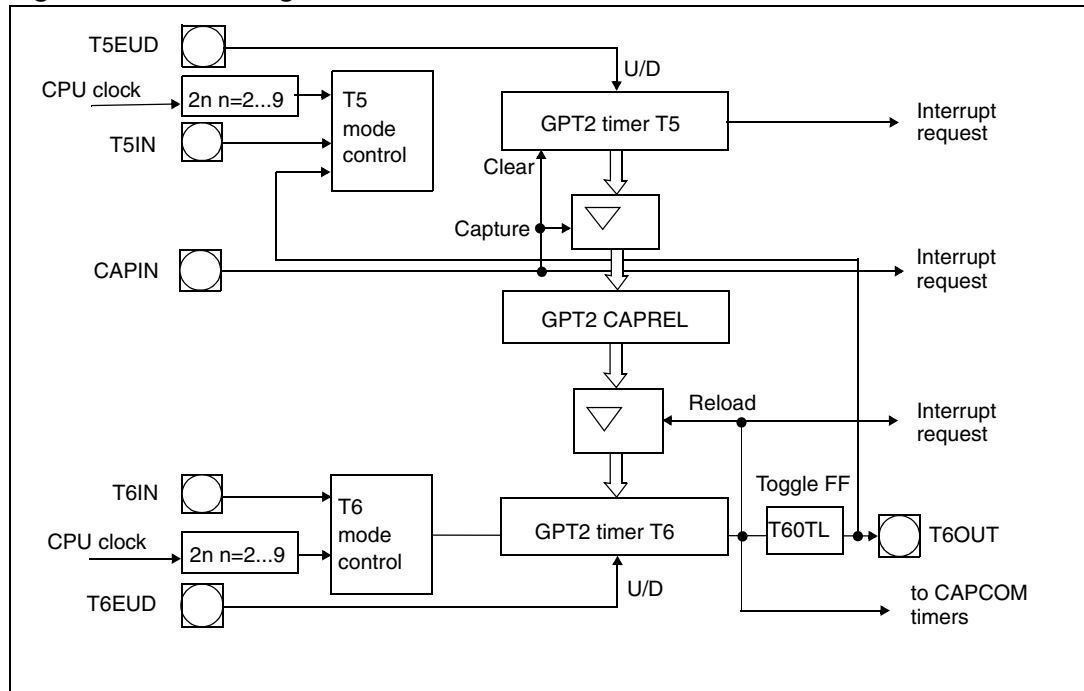 T5EUD
U/D
CPU clock
2n n=2...9
T5
mode
control
GPT2 timer T5
Interrupt
request
T5IN
Clear
Capture
CAPIN
Interrupt
request
GPT2 CAPREL
Reload
Interrupt
request
T6IN
Toggle FF
T6
mode
control
GPT2 timer T6
T60TL
T6OUT
CPU clock
2n n=2...9
U/D
T6EUD
to CAPCOM
timers